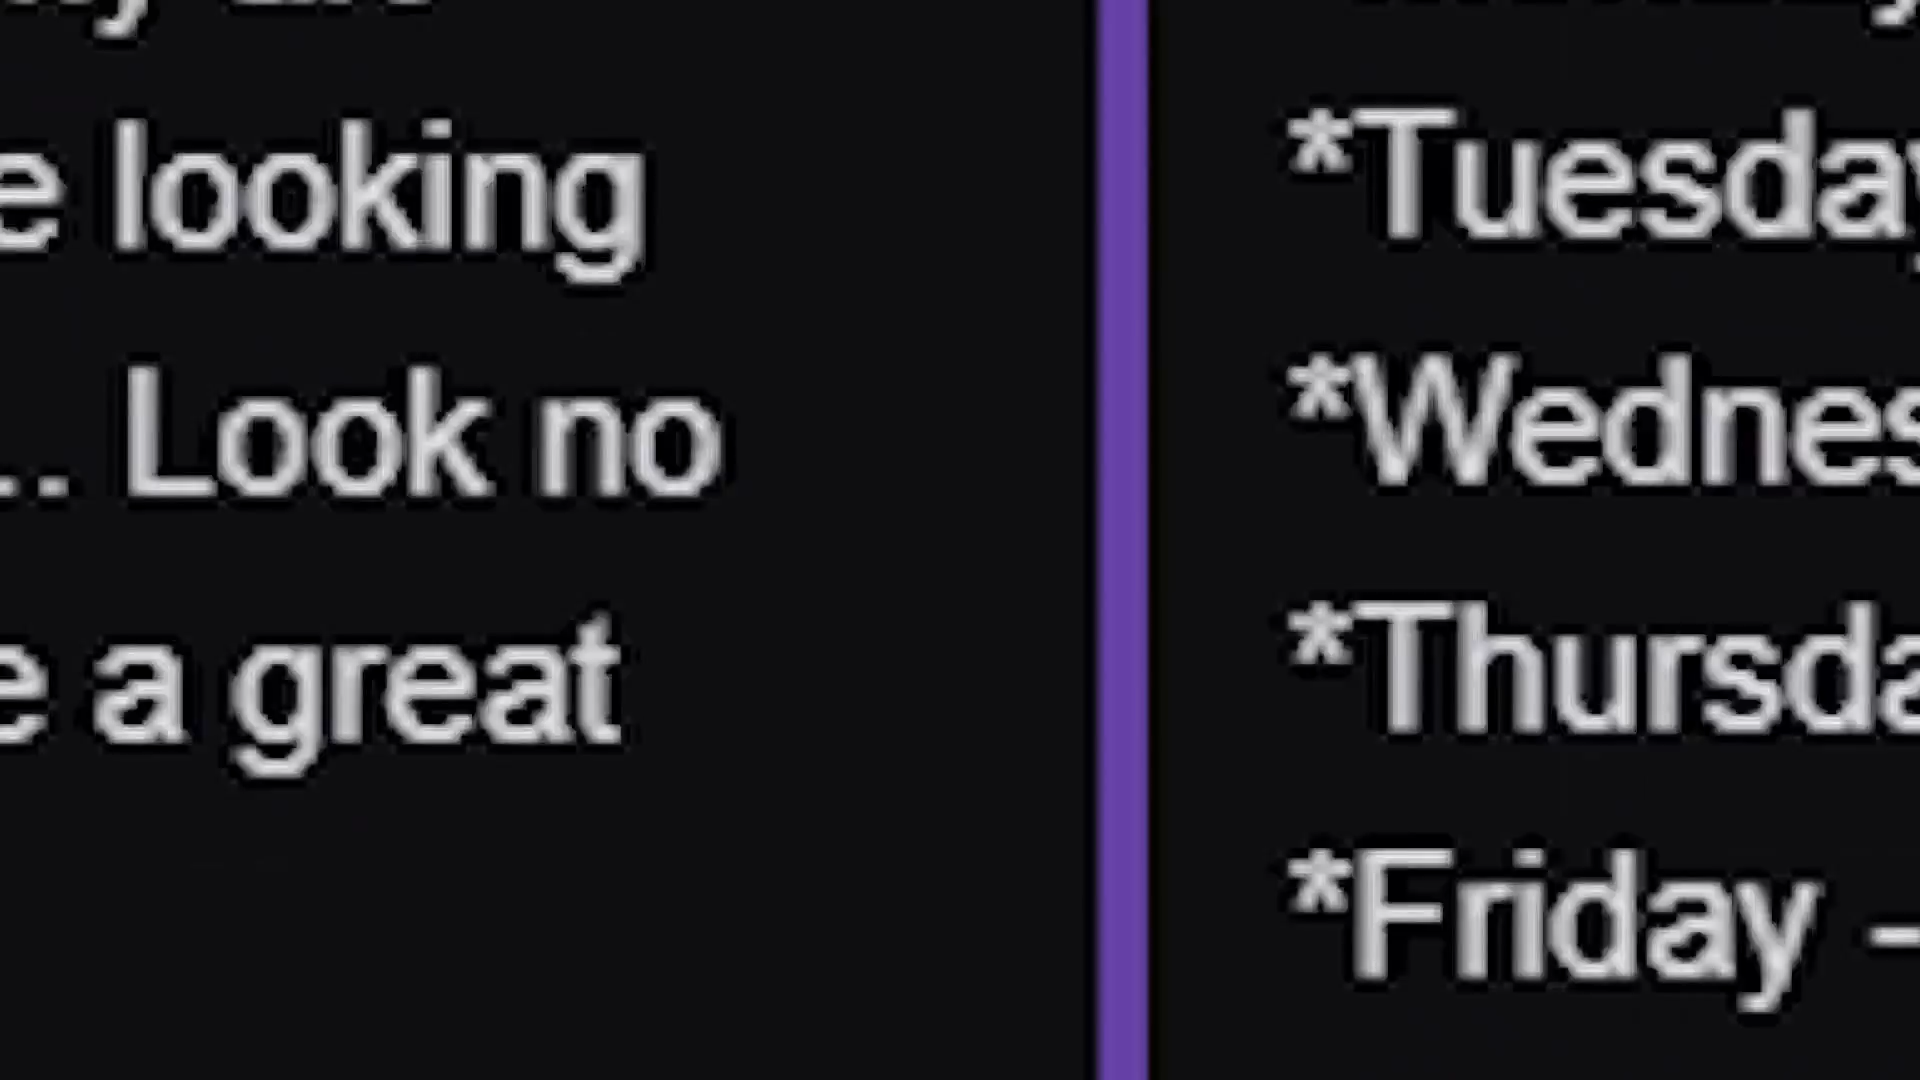 looking
.. Look no
a great
*Tuesday
*Wednes
*Thursda
*Friday -